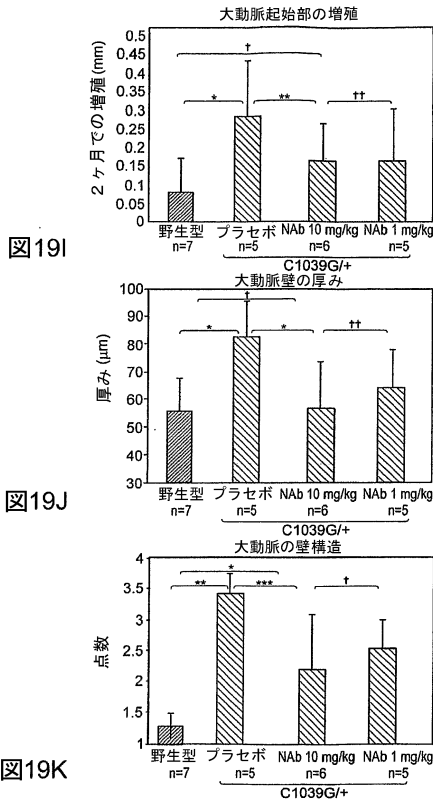 大動脈起始部の増殖
0.5
0.45
0.4
0.35
0.3
0.25
0.2
0.15
0.1
0.05
0
2ヶ月での増殖(mm)
†
*
**
††
野生型 プラセボ NAb 10 mg/kg NAb 1 mg/kg
n=7 n=5 n=6 n=5
C1039G/+
図19I
大動脈壁の厚み
100
90
80
70
60
50
40
30
厚み(μm)
†
*
*
††
野生型 プラセボ NAb 10 mg/kg NAb 1 mg/kg
n=7 n=5 n=6 n=5
C1039G/+
図19J
大動脈の壁構造
4
3.5
3
2.5
2
1.5
1
点数
*
**
***
†
野生型 プラセボ NAb 10 mg/kg NAb 1 mg/kg
n=7 n=5 n=6 n=5
C1039G/+
図19K